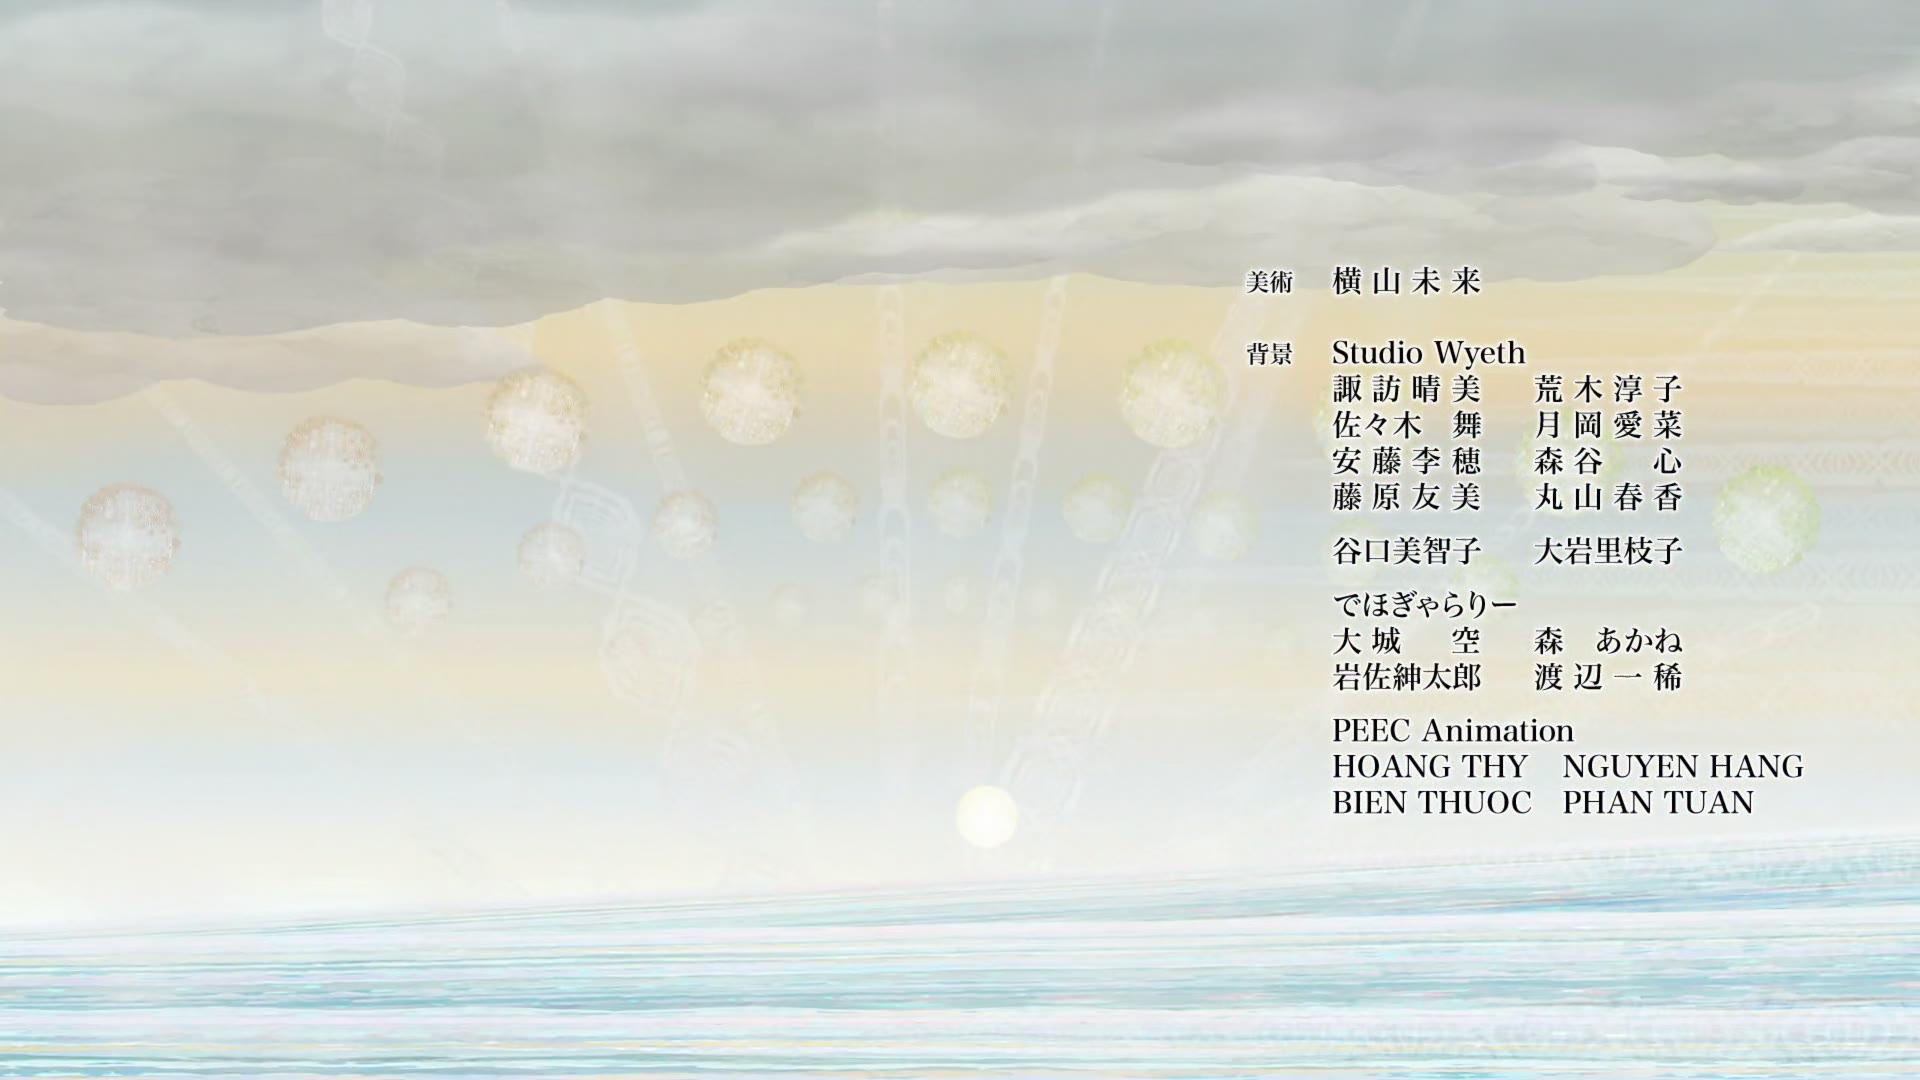 美術 横山未来
背景 Studio Wyeth
諏訪晴美 荒木淳子
佐々木 舞 月岡愛菜
安藤李穂 森谷 心
藤原友美 丸山春香
谷口美智子 大岩里枝子
でほぎゃらりー
大城 空 森 あかね
岩佐紳太郎 渡辺一稀
PEEC Animation
HOANG THY NGUYEN HANG
BIEN THUOC PHAN TUAN